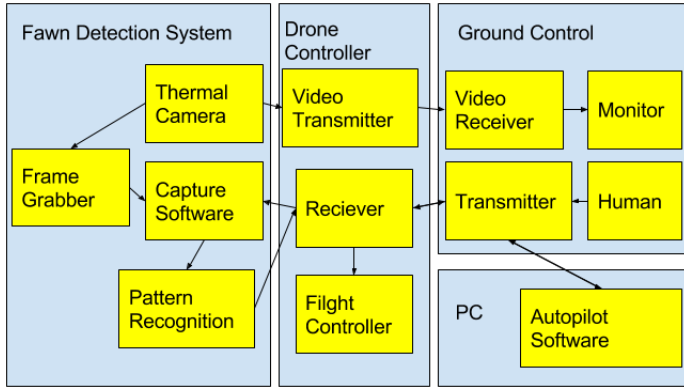 Fawn Detection System
Thermal
Camera
Frame
Grabber
Capture
Software
Pattern
Recognition
Drone
Controller
Video
Transmitter
Reciever
Filght
Controller
Ground Control
Video
Receiver
Monitor
Transmitter
Human
PC
Autopilot
Software